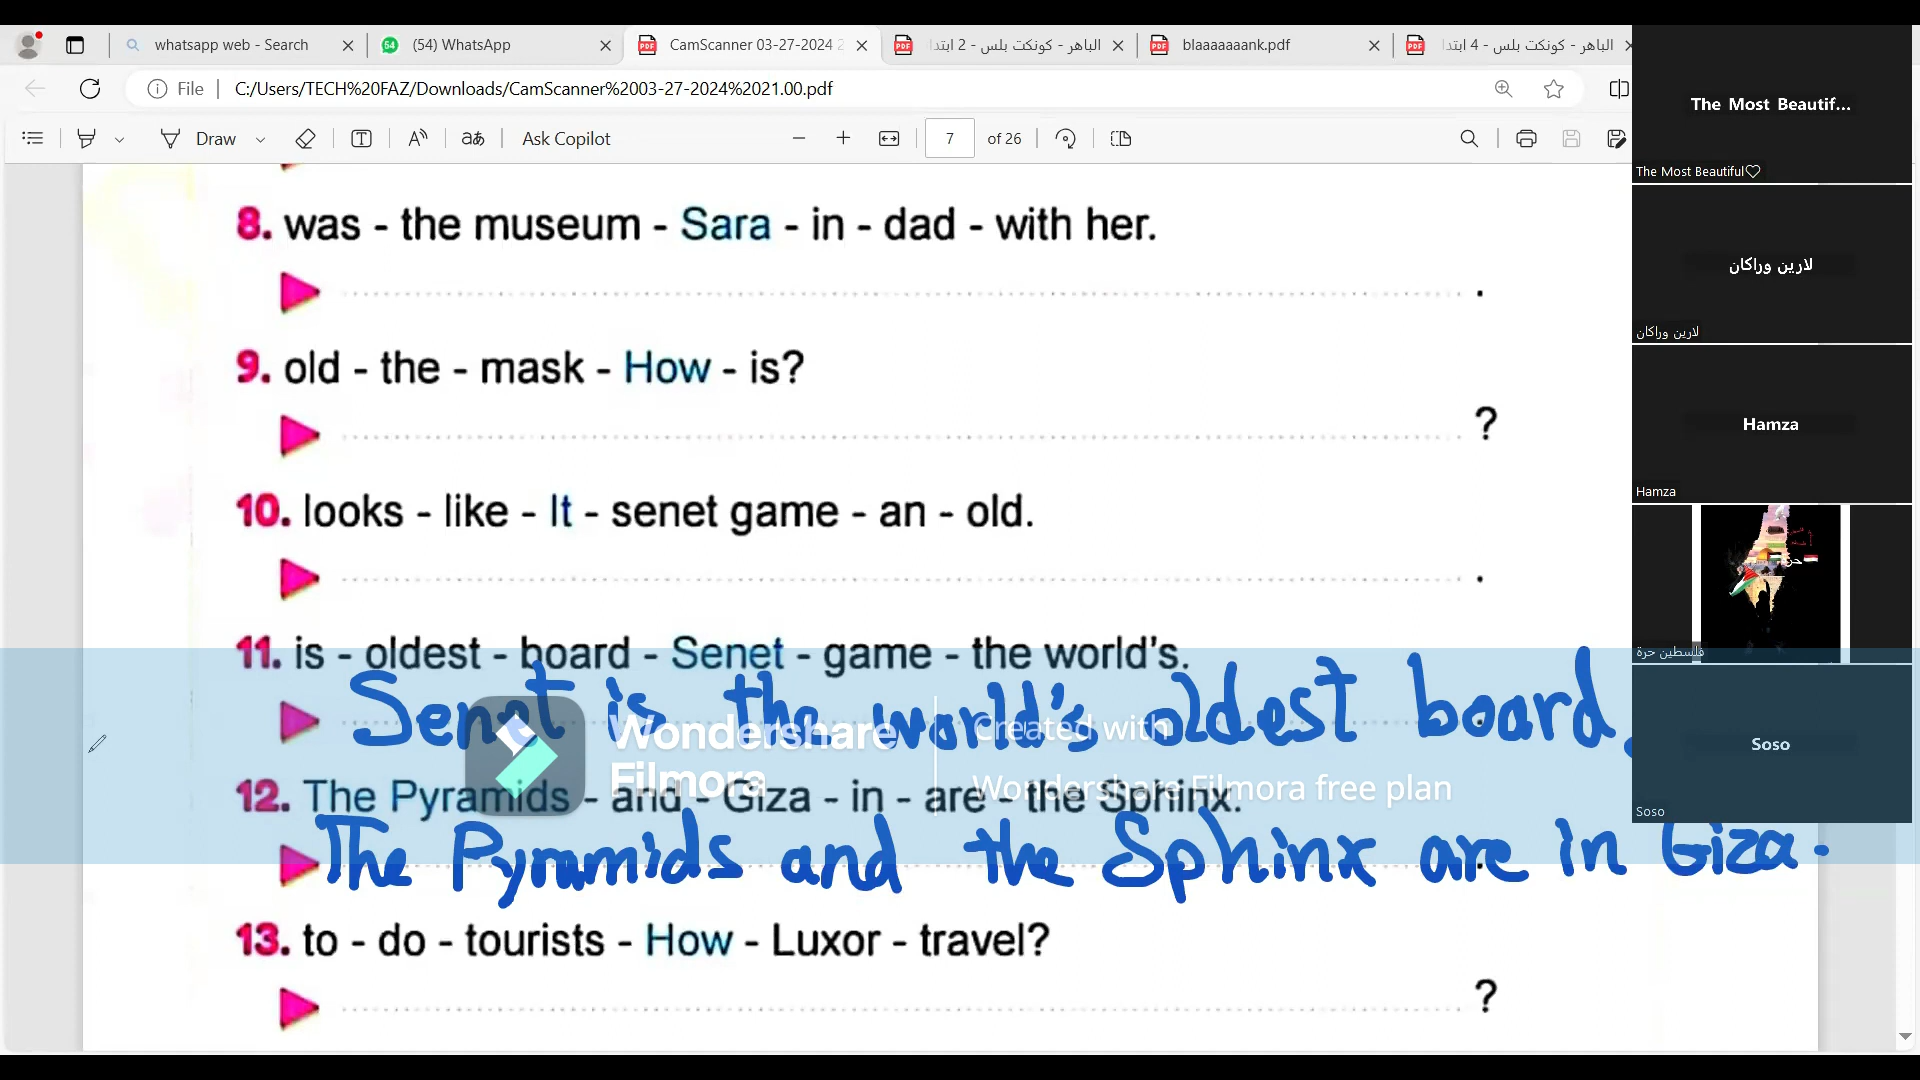 whatsapp web - Search
(54) WhatsApp
CamScanner 03-27-2024 2
الباهر - كونكت بلس - 2 ابتدا
blaaaaaank.pdf
الباهر - كونكت بلس - 4 ابتدا
File
C:/Users/TECH%20FAZ/Downloads/CamScanner%2003-27-2024%2021.00.pdf
Draw
Ask Copilot
7 of 26
8. was - the museum - Sara - in - dad - with her.
.
9. old - the - mask - How - is?
?
10. looks - like - It - senet game - an - old.
.
11. is - oldest - board - Senet - game - the world's.
Senet is the world's oldest board
Wondershare Filmora
Created with
Wondershare Filmora free plan
12. The Pyramids - and - Giza - in - are - the Sphinx.
The Pyramids and the Sphinx are in Giza.
13. to - do - tourists - How - Luxor - travel?
?
The Most Beautif...
The Most Beautiful♡
لارين وراكان
لارين وراكان
Hamza
Hamza
فلسطين حرة
Soso
Soso